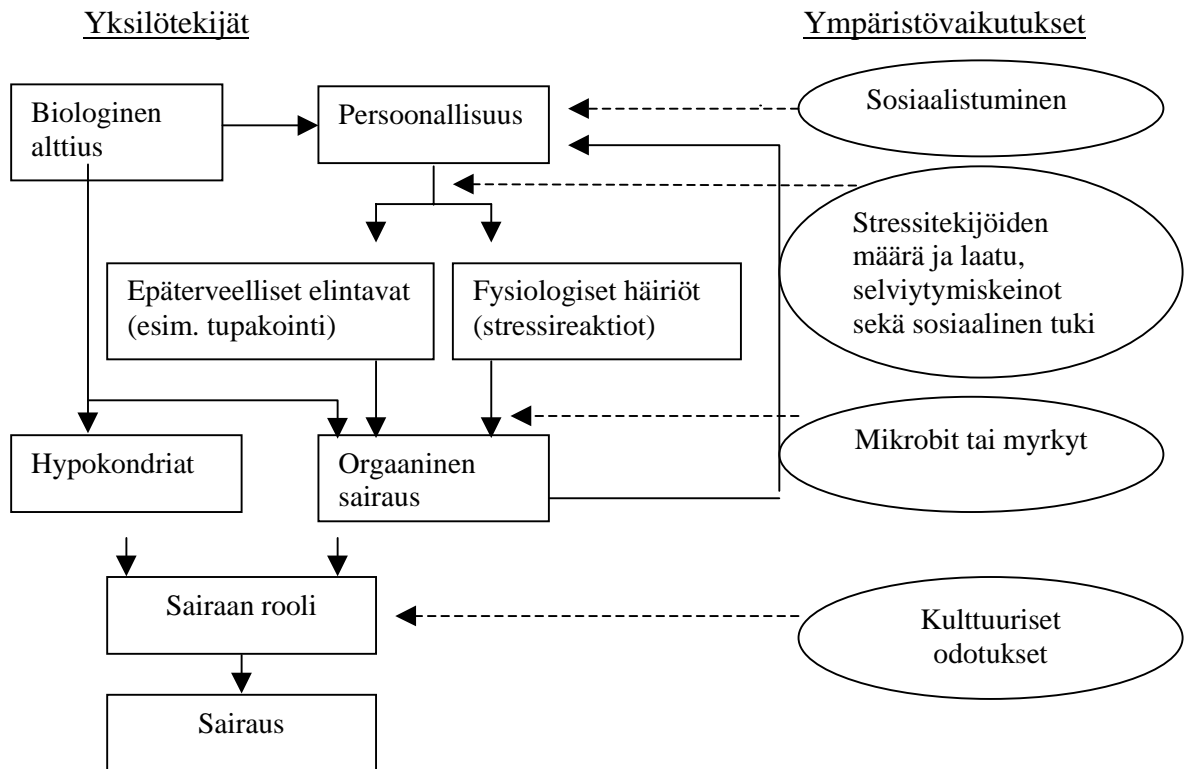 Yksilötekijät
Ympäristövaikutukset
Biologinen
alttius
Persoonallisuus
Sosiaalistuminen
Stressitekijöiden
määrä ja laatu,
selviytymiskeinot
sekä sosiaalinen tuki
Epäterveelliset elintavat
(esim. tupakointi)
Fysiologiset häiriöt
(stressireaktiot)
Hypokondriat
Orgaaninen
sairaus
Mikrobit tai myrkyt
Sairaan rooli
Kulttuuriset
odotukset
Sairaus